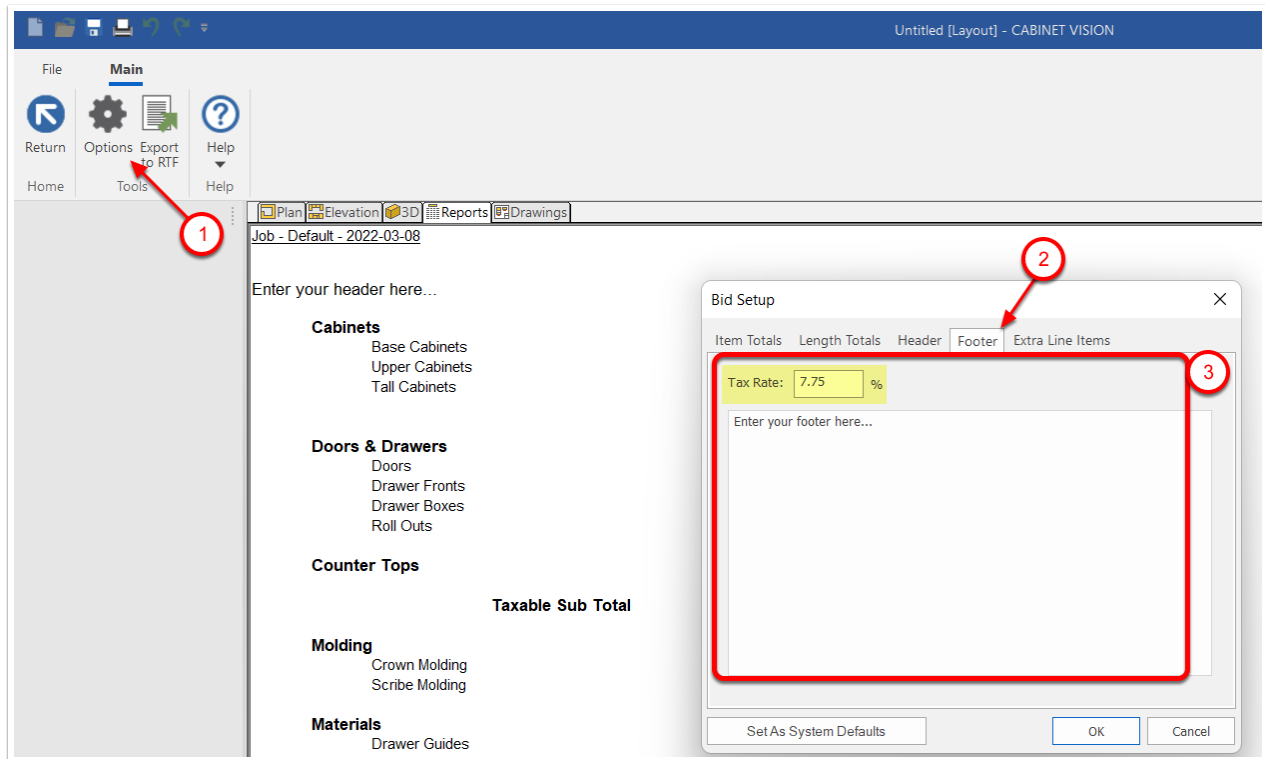 Untitled [Layout] - CABINET VISION
File Main
Return Options Export to RTF Help
Home Tools Help
1
Plan Elevation 3D Reports Drawings
Job - Default - 2022-03-08
2
Enter your header here...
Cabinets
Base Cabinets
Upper Cabinets
Tall Cabinets
Doors & Drawers
Doors
Drawer Fronts
Drawer Boxes
Roll Outs
Counter Tops
Taxable Sub Total
Molding
Crown Molding
Scribe Molding
Materials
Drawer Guides
Bid Setup
Item Totals Length Totals Header Footer Extra Line Items
3
Tax Rate: 7.75 %
Enter your footer here...
Set As System Defaults OK Cancel